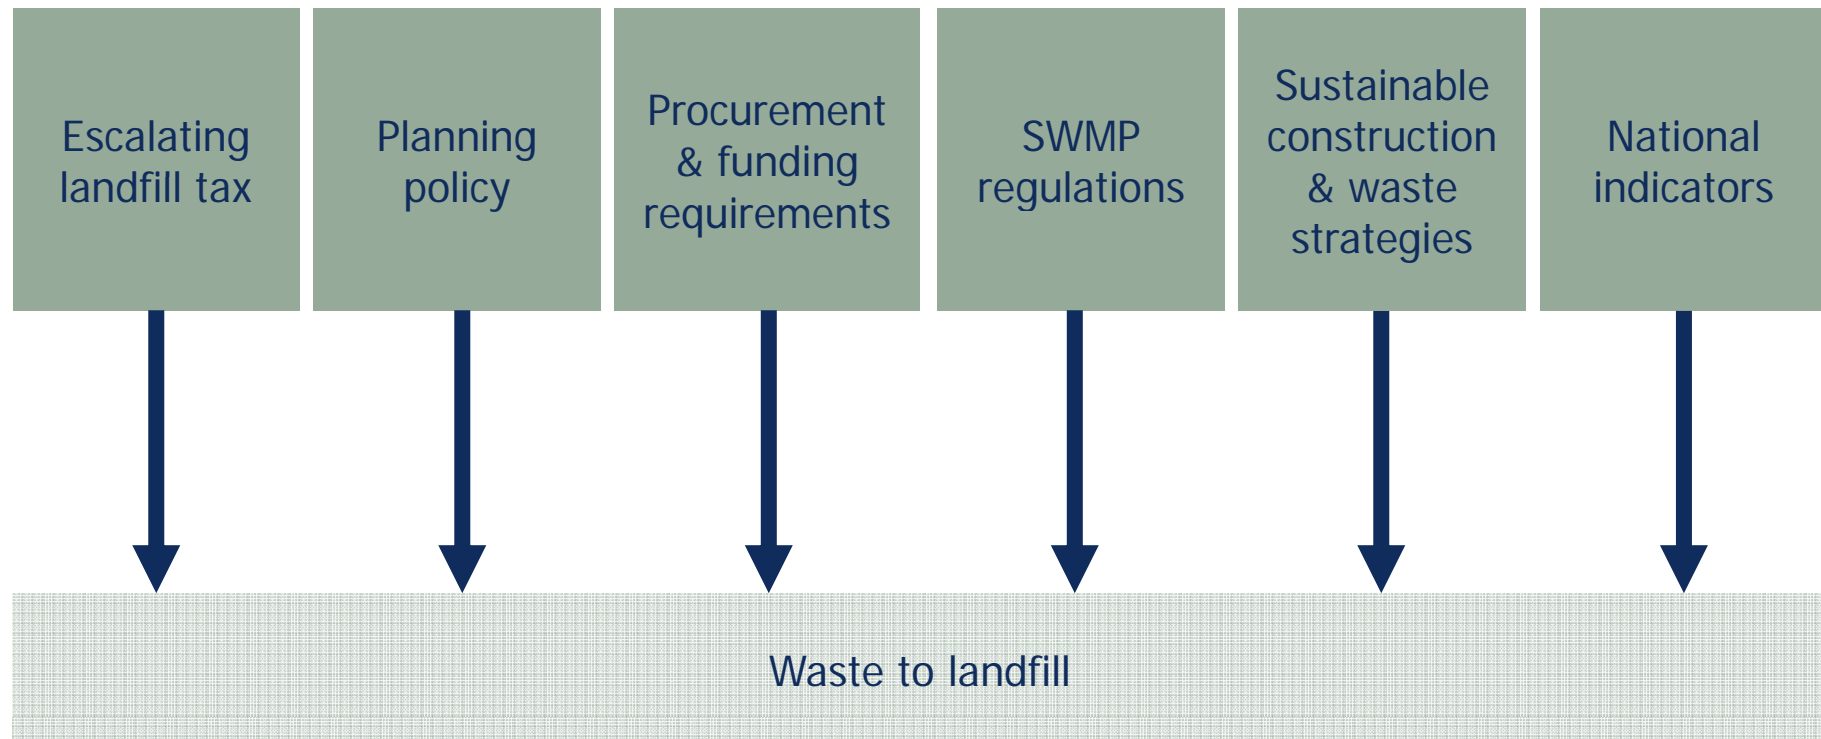 Escalating
landfill tax
Planning
policy
Procurement
& funding
requirements
SWMP
regulations
Sustainable
construction
& waste
strategies
National
indicators
Waste to landfill